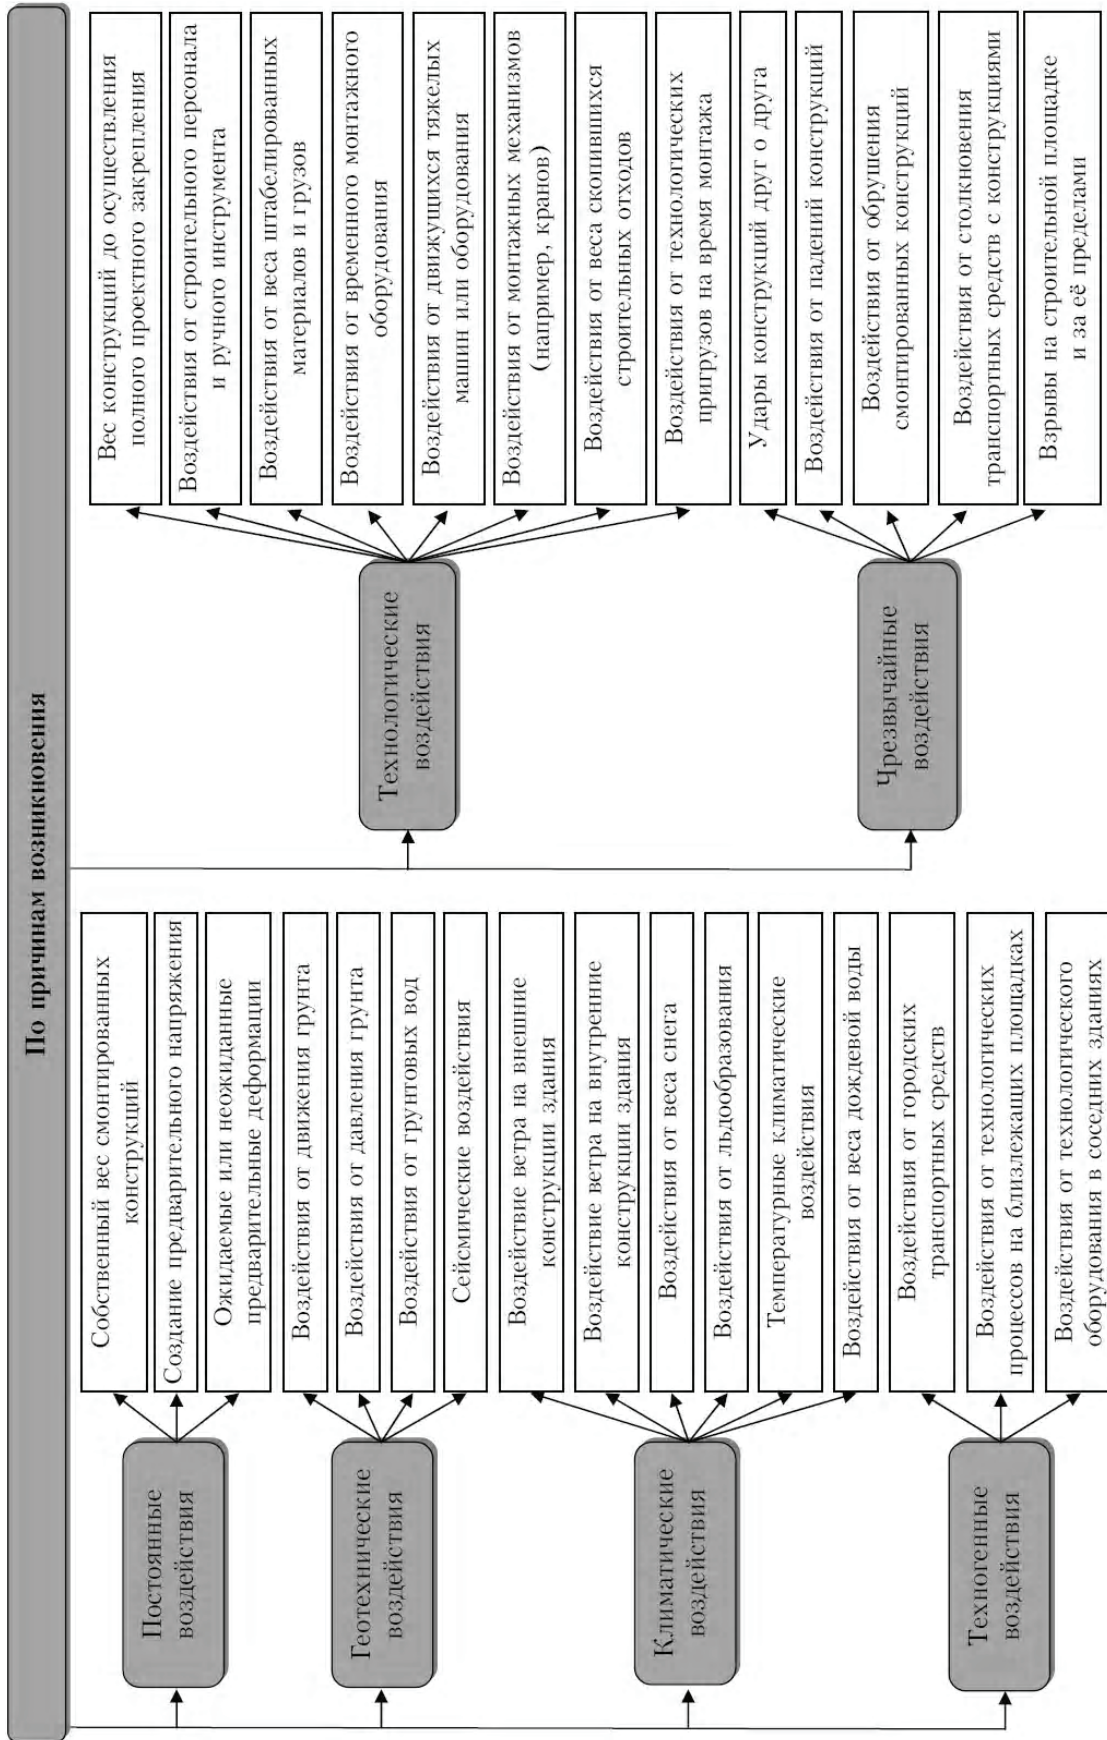 По причинам возникновения
Постоянные
воздействия
Собственный вес смонтированных
конструкций
Создание предварительного напряжения
Ожидаемые или неожиданные
предварительные деформации
Геотехнические
воздействия
Воздействия от движения грунта
Воздействия от давления грунта
Воздействия от грунтовых вод
Сейсмические воздействия
Климатические
воздействия
Воздействие ветра на внешние
конструкции здания
Воздействие ветра на внутренние
конструкции здания
Воздействия от веса снега
Воздействия от льдообразования
Температурные климатические
воздействия
Воздействия от веса дождевой воды
Техногенные
воздействия
Воздействия от городских
транспортных средств
Воздействия от технологических
процессов на близлежащих площадках
Воздействия от технологического
оборудования в соседних зданиях
Технологические
воздействия
Вес конструкций до осуществления
полного проектного закрепления
Воздействия от строительного персонала
и ручного инструмента
Воздействия от веса штабелированных
материалов и грузов
Воздействия от временного монтажного
оборудования
Воздействия от движущихся тяжелых
машин или оборудования
Воздействия от монтажных механизмов
(например, кранов)
Воздействия от веса скопившихся
строительных отходов
Воздействия от технологических
пригрузов на время монтажа
Чрезвычайные
воздействия
Удары конструкций друг о друга
Воздействия от падений конструкций
Воздействия от обрушения
смонтированных конструкций
Воздействия от столкновения
транспортных средств с конструкциями
Взрывы на строительной площадке
и за её пределами